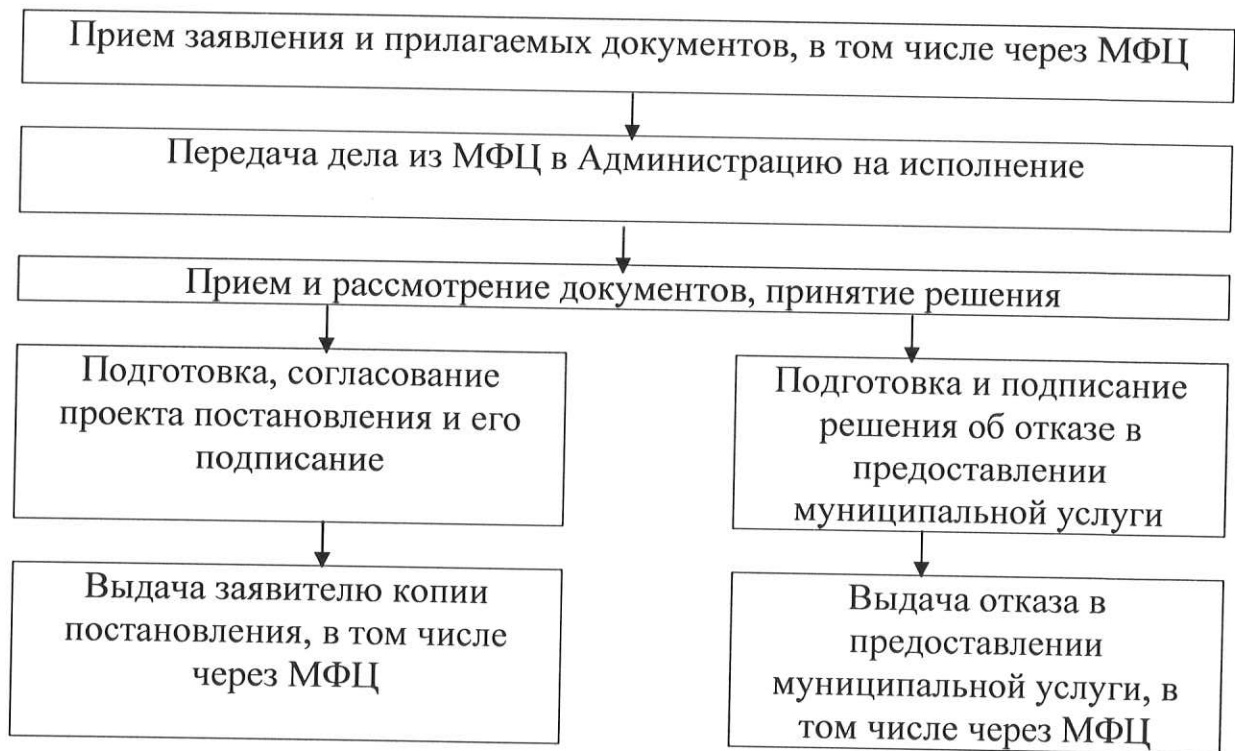 Прием заявления и прилагаемых документов, в том числе через МФЦ
Передача дела из МФЦ в Администрацию на исполнение
Прием и рассмотрение документов, принятие решения
Подготовка, согласование
проекта постановления и его
подписание
Подготовка и подписание
решения об отказе в
предоставлении
муниципальной услуги
Выдача заявителю копии
постановления, в том числе
через МФЦ
Выдача отказа в
предоставлении
муниципальной услуги, в
том числе через МФЦ